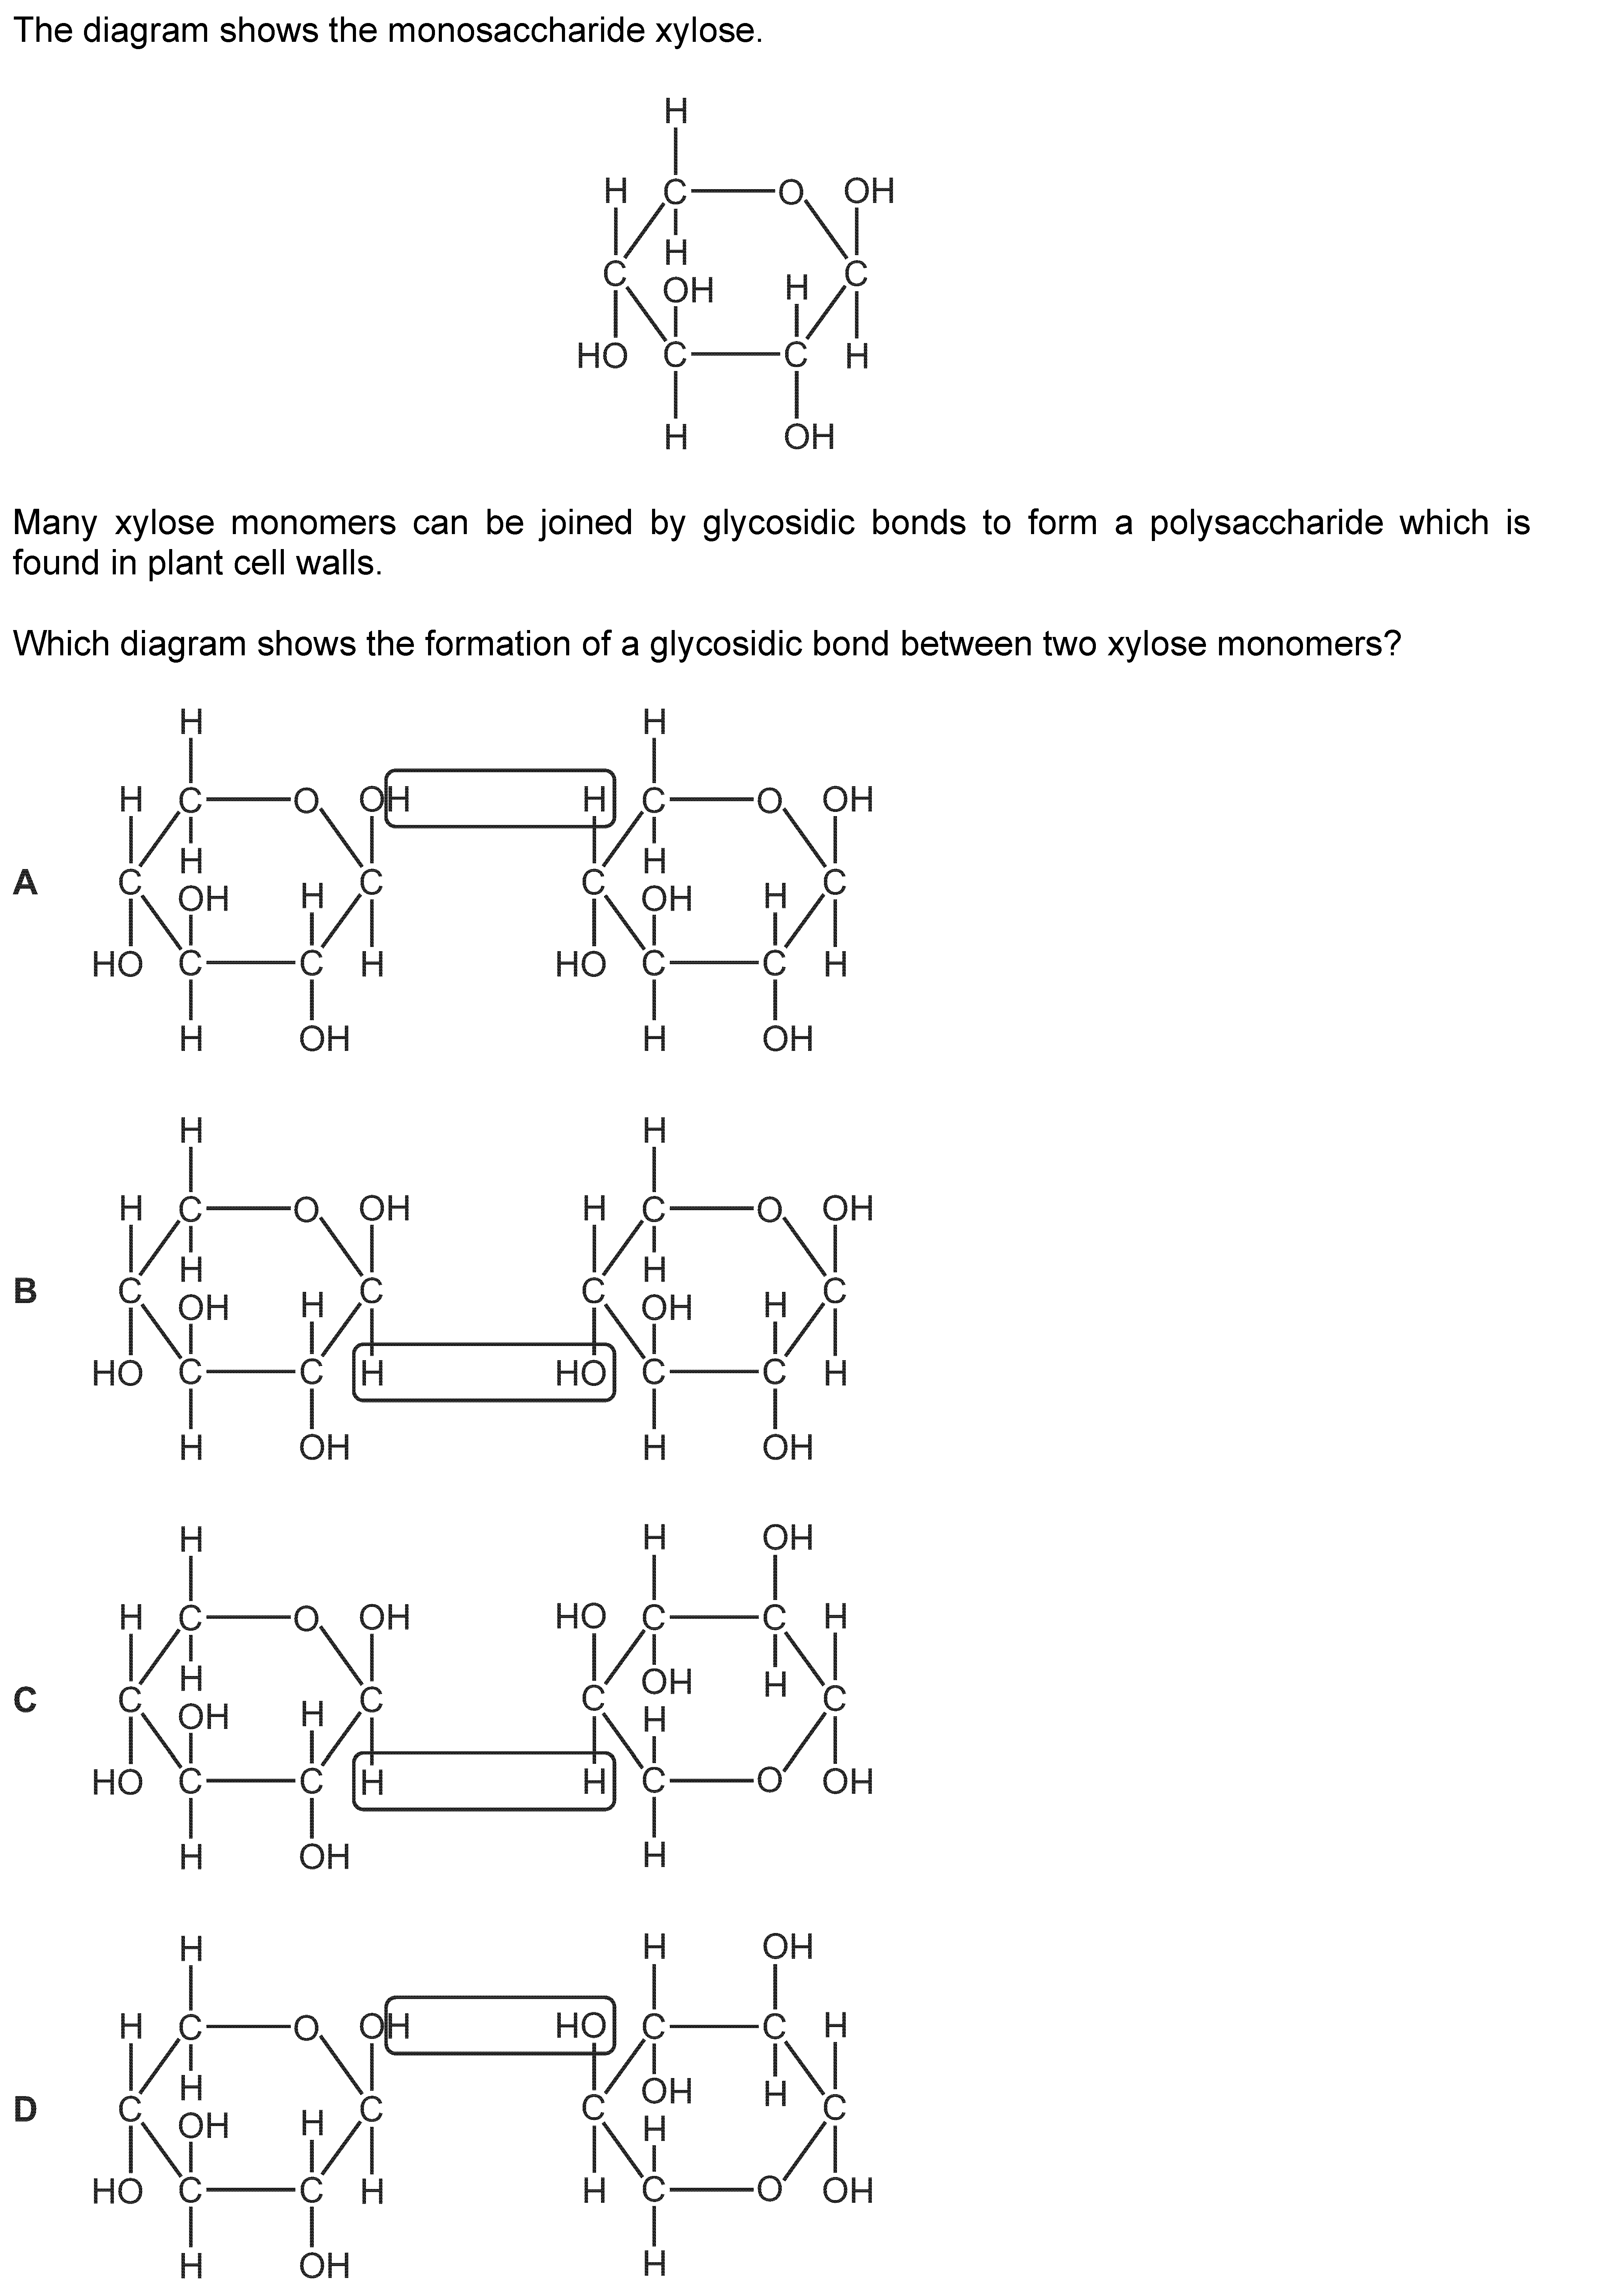 The diagram shows the monosaccharide xylose.
H
H C O OH
H
C OH H C
HO C C H
H OH
Many xylose monomers can be joined by glycosidic bonds to form a polysaccharide which is
found in plant cell walls.
Which diagram shows the formation of a glycosidic bond between two xylose monomers?
H H
H C O OH H C O OH
H H
A C OH H C C OH H C
HO C C H HO C C H
H OH H OH
H H
H C O OH H C O OH
H H
B C OH H C C OH H C
HO C C H HO C C H
H OH H OH
H H OH
H C O OH HO C C H
H OH H
C C OH H C C H C
HO C C H H C O OH
H OH H
H H OH
H C O OH HO C C H
H OH H
D C OH H C C H C
HO C C H H C O OH
H OH H